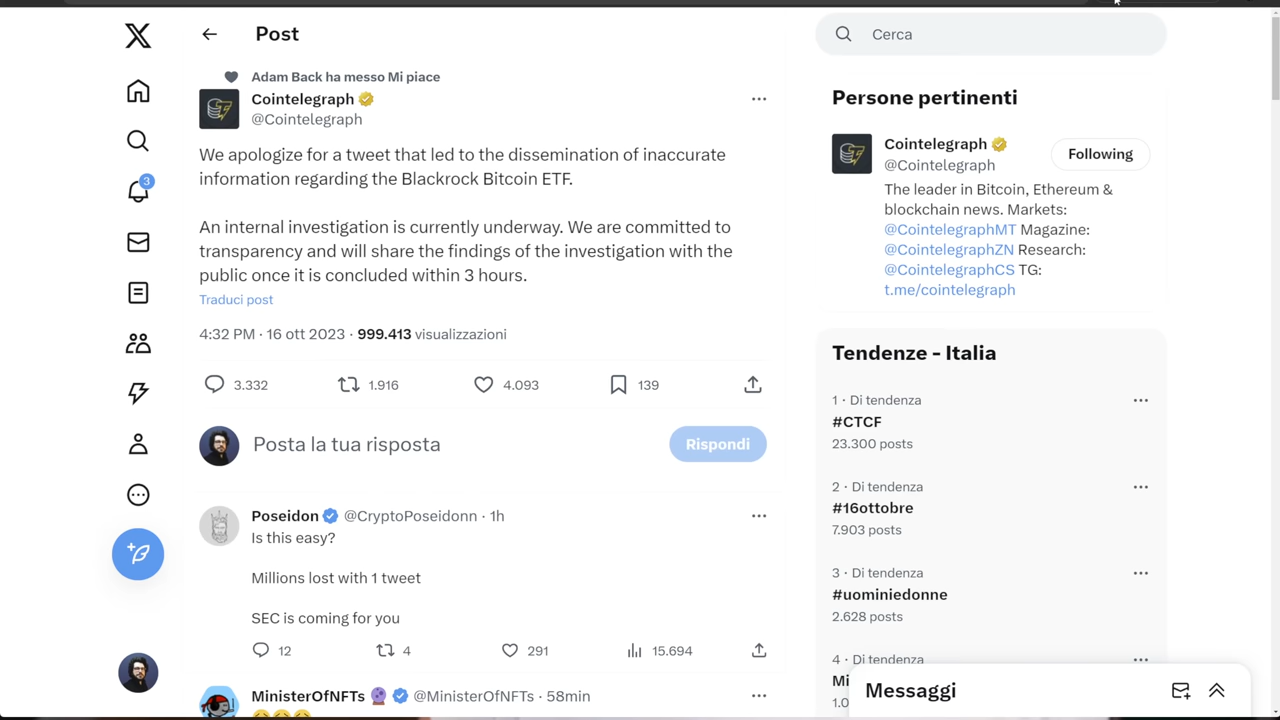 Post
Cerca
Adam Back ha messo Mi piace
Cointelegraph
@Cointelegraph
We apologize for a tweet that led to the dissemination of inaccurate
information regarding the Blackrock Bitcoin ETF.
An internal investigation is currently underway. We are committed to
transparency and will share the findings of the investigation with the
public once it is concluded within 3 hours.
Traduci post
4:32 PM · 16 ott 2023 · 999.413 visualizzazioni
3.332 1.916 4.093 139
Posta la tua risposta
Rispondi
Poseidon @CryptoPoseidonn · 1h
Is this easy?
Millions lost with 1 tweet
SEC is coming for you
12 4 291 15.694
MinisterOfNFTs @MinisterOfNFTs · 58min
3
Persone pertinenti
Cointelegraph
@Cointelegraph
Following
The leader in Bitcoin, Ethereum &
blockchain news. Markets:
@CointelegraphMT Magazine:
@CointelegraphZN Research:
@CointelegraphCS TG:
t.me/cointelegraph
Tendenze - Italia
1 · Di tendenza
#CTCF
23.300 posts
2 · Di tendenza
#16ottobre
7.903 posts
3 · Di tendenza
#uominiedonne
2.628 posts
4 · Di tendenza
Mi
1.0
Messaggi